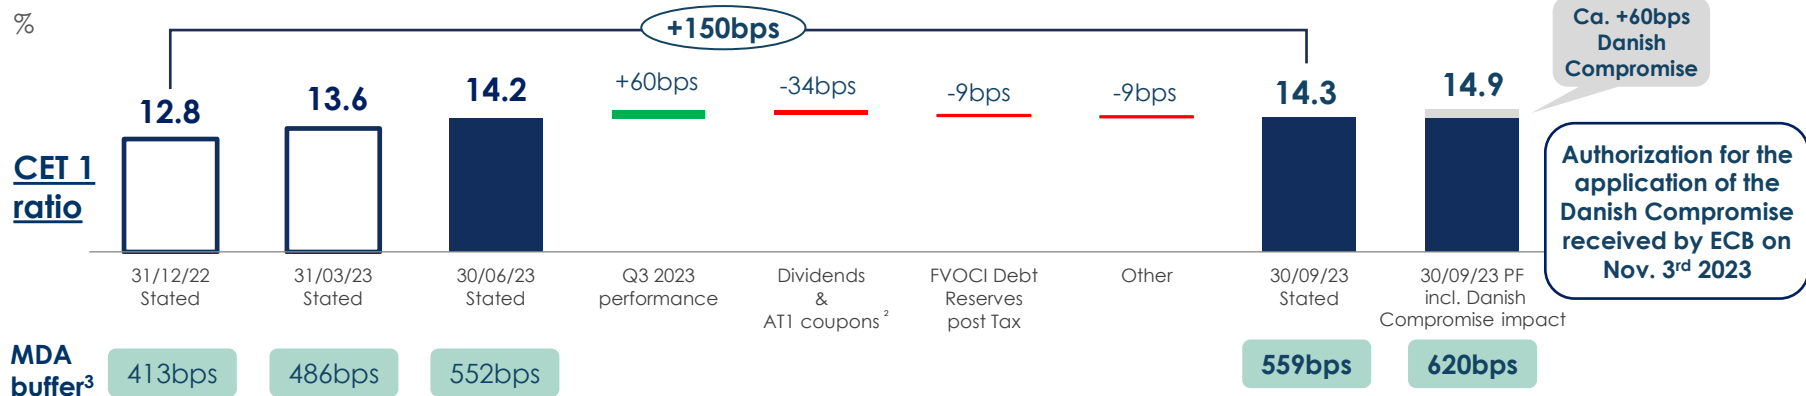 %
+150bps
Ca. +60bps
Danish
Compromise
12.8
13.6
14.2
+60bps
-34bps
-9bps
-9bps
14.3
14.9
CET 1
ratio
Authorization for the
application of the
Danish Compromise
received by ECB on
Nov. 3rd 2023
31/12/22
Stated
31/03/23
Stated
30/06/23
Stated
Q3 2023
performance
Dividends
&
AT1 coupons 2
FVOCI Debt
Reserves
post Tax
Other
30/09/23
Stated
30/09/23 PF
incl. Danish
Compromise impact
MDA
buffer3
413bps
486bps
552bps
559bps
620bps